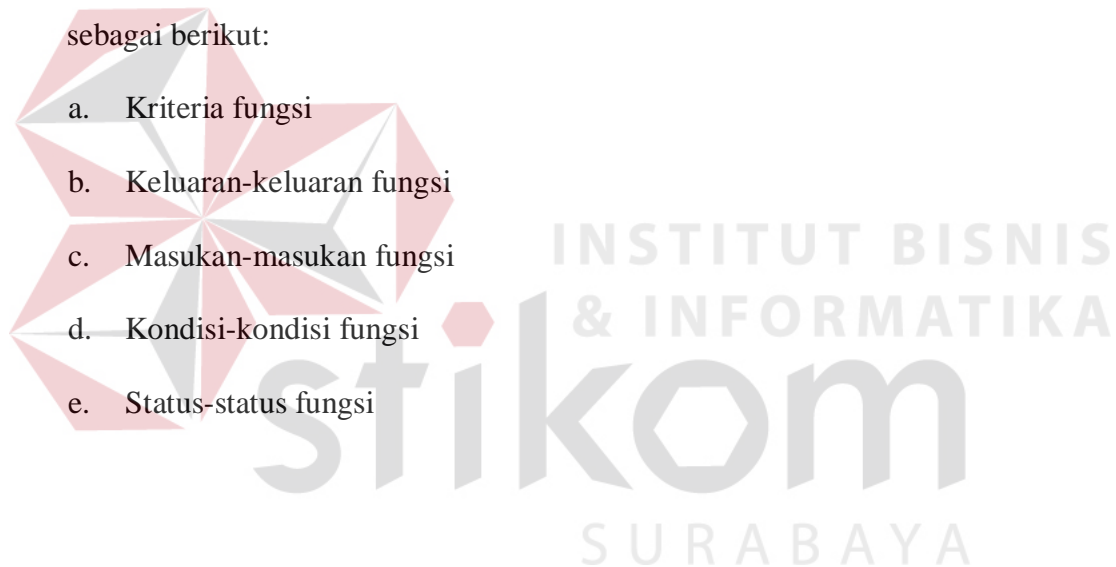 sebagai berikut:
a. Kriteria fungsi
b. Keluaran-keluaran fungsi
c. Masukan-masukan fungsi
INSTITUT BISNIS
& INFORMATIKA
d. Kondisi-kondisi fungsi
stikom
e. Status-status fungsi
SURABAYA